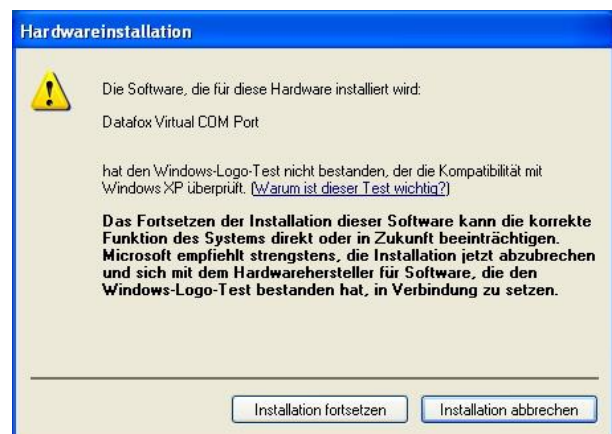 Hardwareinstallation
Die Software, die für diese Hardware installiert wird:
Datafox Virtual COM Port
hat den Windows-Logo-Test nicht bestanden, der die Kompatibilität mit
Windows XP überprüft. (Warum ist dieser Test wichtig?)
Das Fortsetzen der Installation dieser Software kann die korrekte
Funktion des Systems direkt oder in Zukunft beeinträchtigen.
Microsoft empfiehlt strengstens, die Installation jetzt abzubrechen
und sich mit dem Hardwarehersteller für Software, die den
Windows-Logo-Test bestanden hat, in Verbindung zu setzen.
Installation fortsetzen
Installation abbrechen